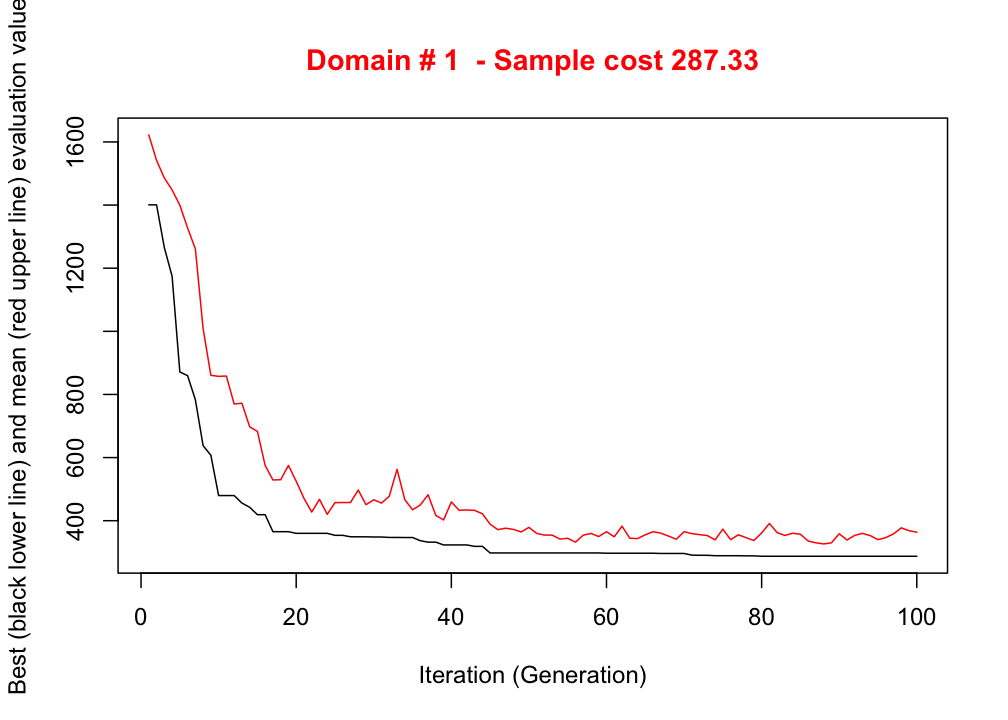 Domain # 1 - Sample cost 287.33
Best (black lower line) and mean (red upper line) evaluation value
1600
1200
800
600
400
0 20 40 60 80 100
Iteration (Generation)